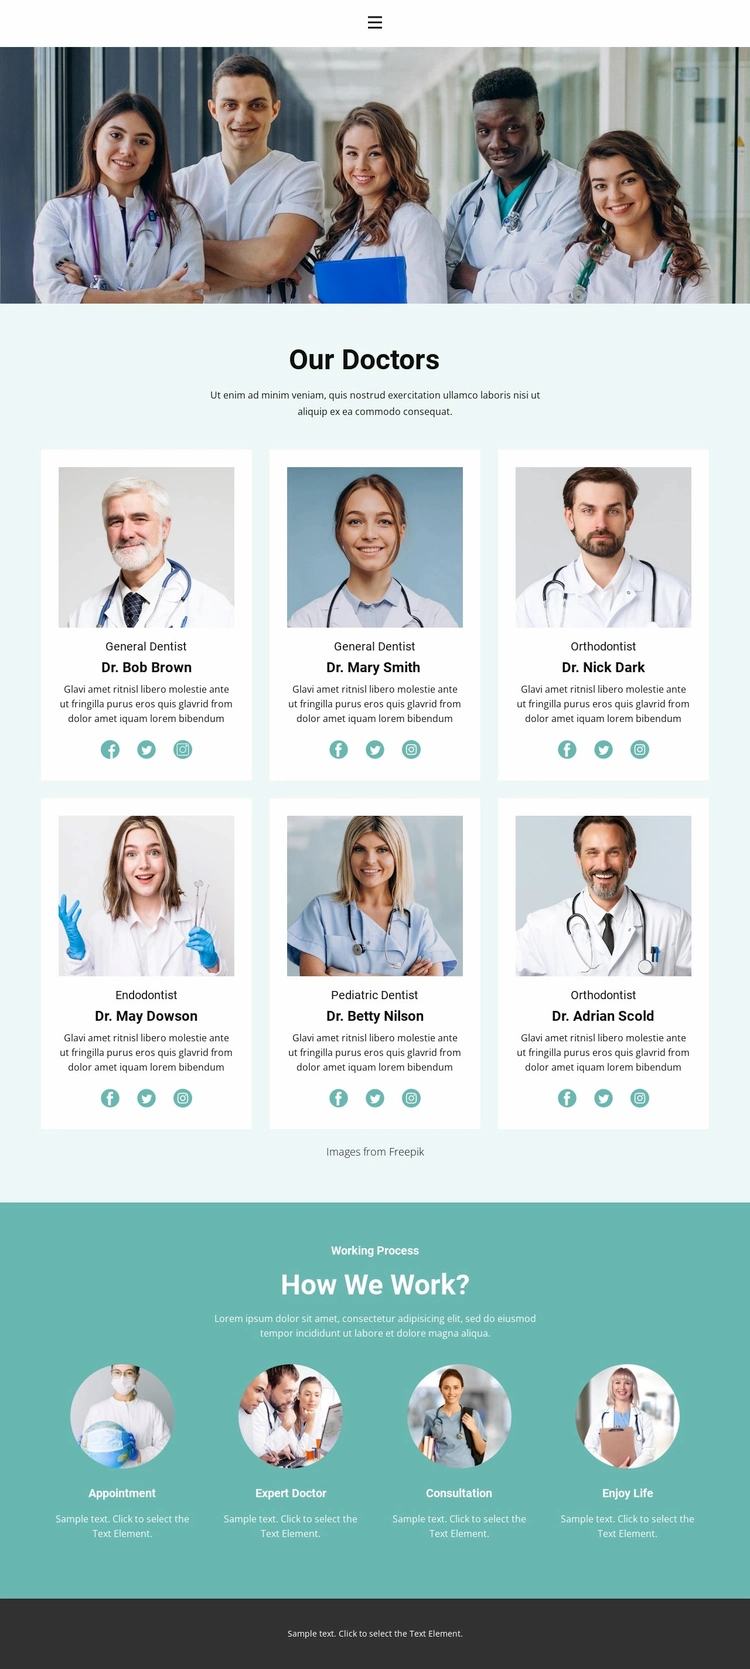 Our Doctors
Ut enim ad minim veniam, quis nostrud exercitation ullamco laboris nisi ut
aliquip ex ea commodo consequat.
General Dentist
Dr. Bob Brown
Glavi amet ritnisl libero molestie ante
ut fringilla purus eros quis glavrid from
dolor amet iquam lorem bibendum
General Dentist
Dr. Mary Smith
Glavi amet ritnisl libero molestie ante
ut fringilla purus eros quis glavrid from
dolor amet iquam lorem bibendum
Orthodontist
Dr. Nick Dark
Glavi amet ritnisl libero molestie ante
ut fringilla purus eros quis glavrid from
dolor amet iquam lorem bibendum
Endodontist
Dr. May Dowson
Glavi amet ritnisl libero molestie ante
ut fringilla purus eros quis glavrid from
dolor amet iquam lorem bibendum
Pediatric Dentist
Dr. Betty Nilson
Glavi amet ritnisl libero molestie ante
ut fringilla purus eros quis glavrid from
dolor amet iquam lorem bibendum
Orthodontist
Dr. Adrian Scold
Glavi amet ritnisl libero molestie ante
ut fringilla purus eros quis glavrid from
dolor amet iquam lorem bibendum
Images from Freepik
Working Process
How We Work?
Lorem ipsum dolor sit amet, consectetur adipisicing elit, sed do eiusmod
tempor incididunt ut labore et dolore magna aliqua.
Appointment
Sample text. Click to select the
Text Element.
Expert Doctor
Sample text. Click to select the
Text Element.
Consultation
Sample text. Click to select the
Text Element.
Enjoy Life
Sample text. Click to select the
Text Element.
Sample text. Click to select the Text Element.